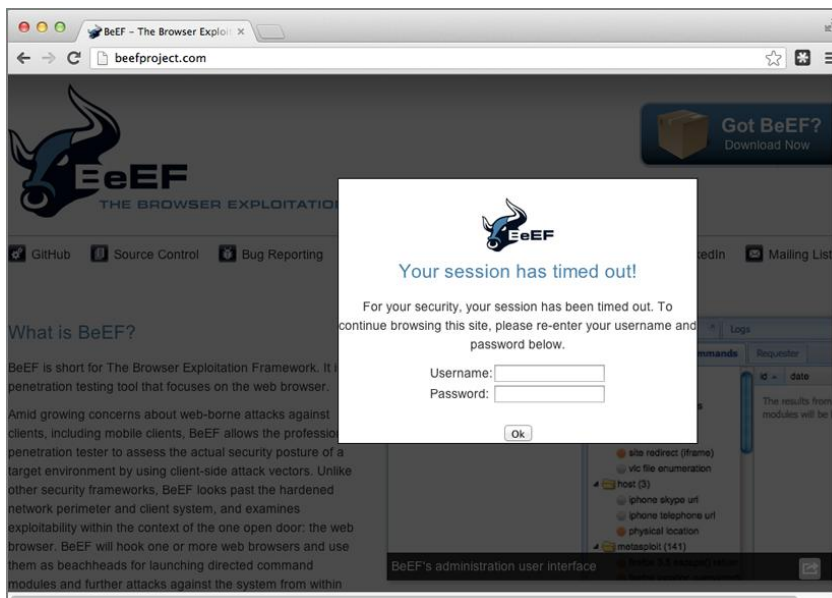 BeEF - The Browser Exploi
beefproject.com
BeEF
THE BROWSER EXPLOITATIO
Got BeEF?
Download Now
GitHub
Source Control
Bug Reporting
kedIn
Mailing List
BeEF
Your session has timed out!
For your security, your session has been timed out. To
continue browsing this site, please re-enter your username and
password below.
Username:
Password:
Ok
What is BeEF?
BeEF is short for The Browser Exploitation Framework. It i
penetration testing tool that focuses on the web browser.
Amid growing concerns about web-borne attacks against
clients, including mobile clients, BeEF allows the professio
penetration tester to assess the actual security posture of a
target environment by using client-side attack vectors. Unlike
other security frameworks, BeEF looks past the hardened
network perimeter and client system, and examines
exploitability within the context of the one open door: the web
browser. BeEF will hook one or more web browsers and use
them as beachheads for launching directed command
modules and further attacks against the system from within
Logs
mmands
Requestor
id
date
The results from
modules will be
site redirect (iframe)
vlc file enumeration
host (3)
iphone skype url
iphone telephone url
physical location
metasploit (141)
BeEF's administration user interface